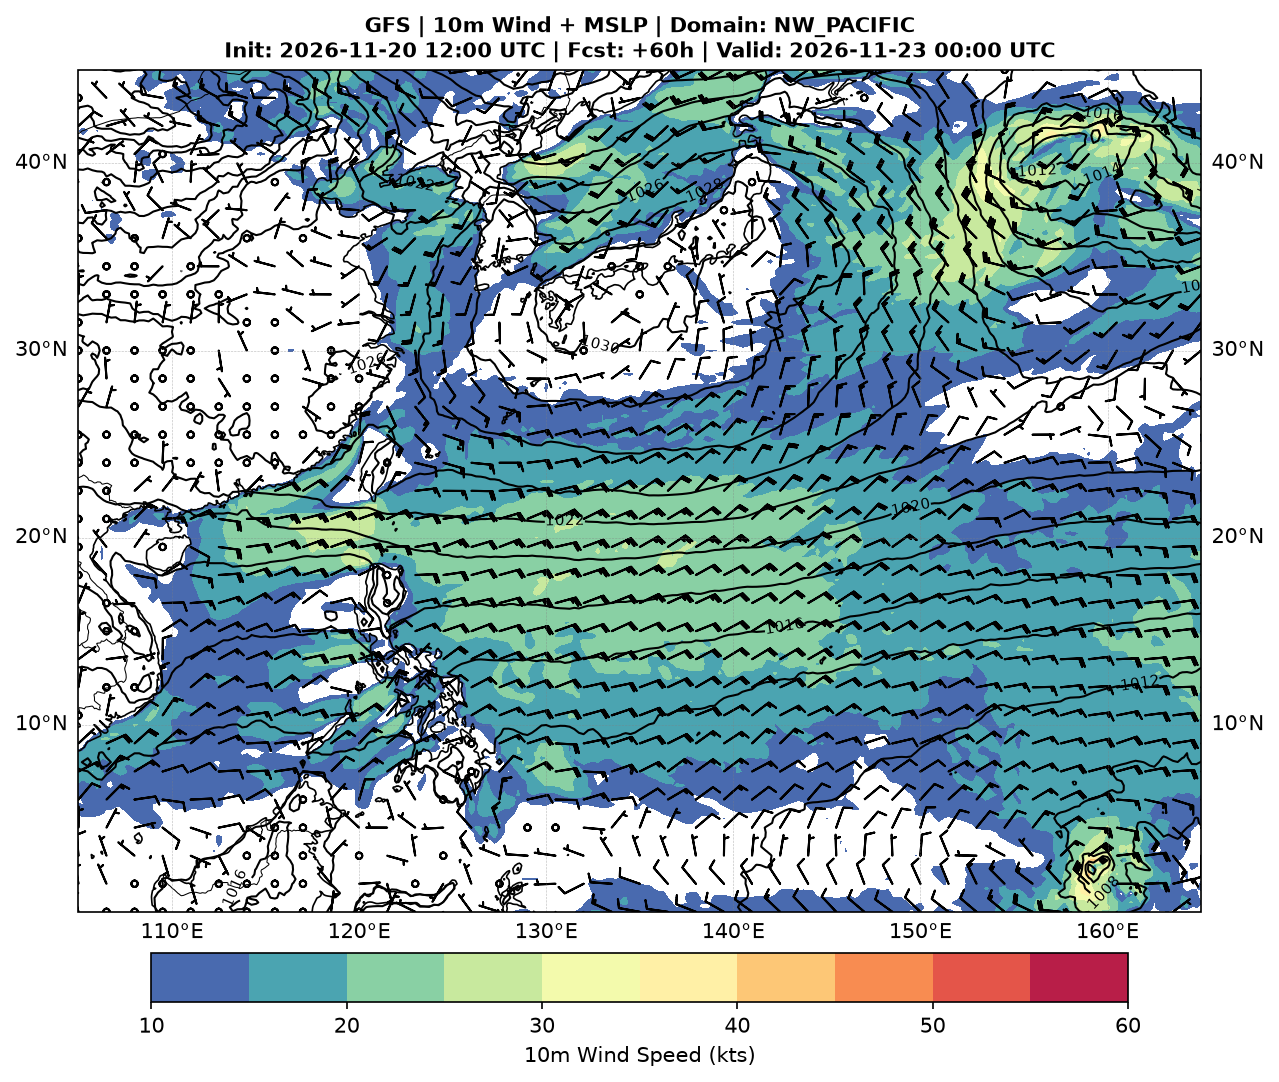 GFS | 10m Wind + MSLP | Domain: NW_PACIFIC
Init: 2026-11-20 12:00 UTC | Fcst: +60h | Valid: 2026-11-23 00:00 UTC
1016
40°N
40°N
1012
1014
1032
1026
1028
30°N
30°N
1030
1026
1020
1022
20°N
20°N
1016
1012
10°N
10°N
1016
1008
110°E 120°E 130°E 140°E 150°E 160°E
10 20 30 40 50 60
10m Wind Speed (kts)